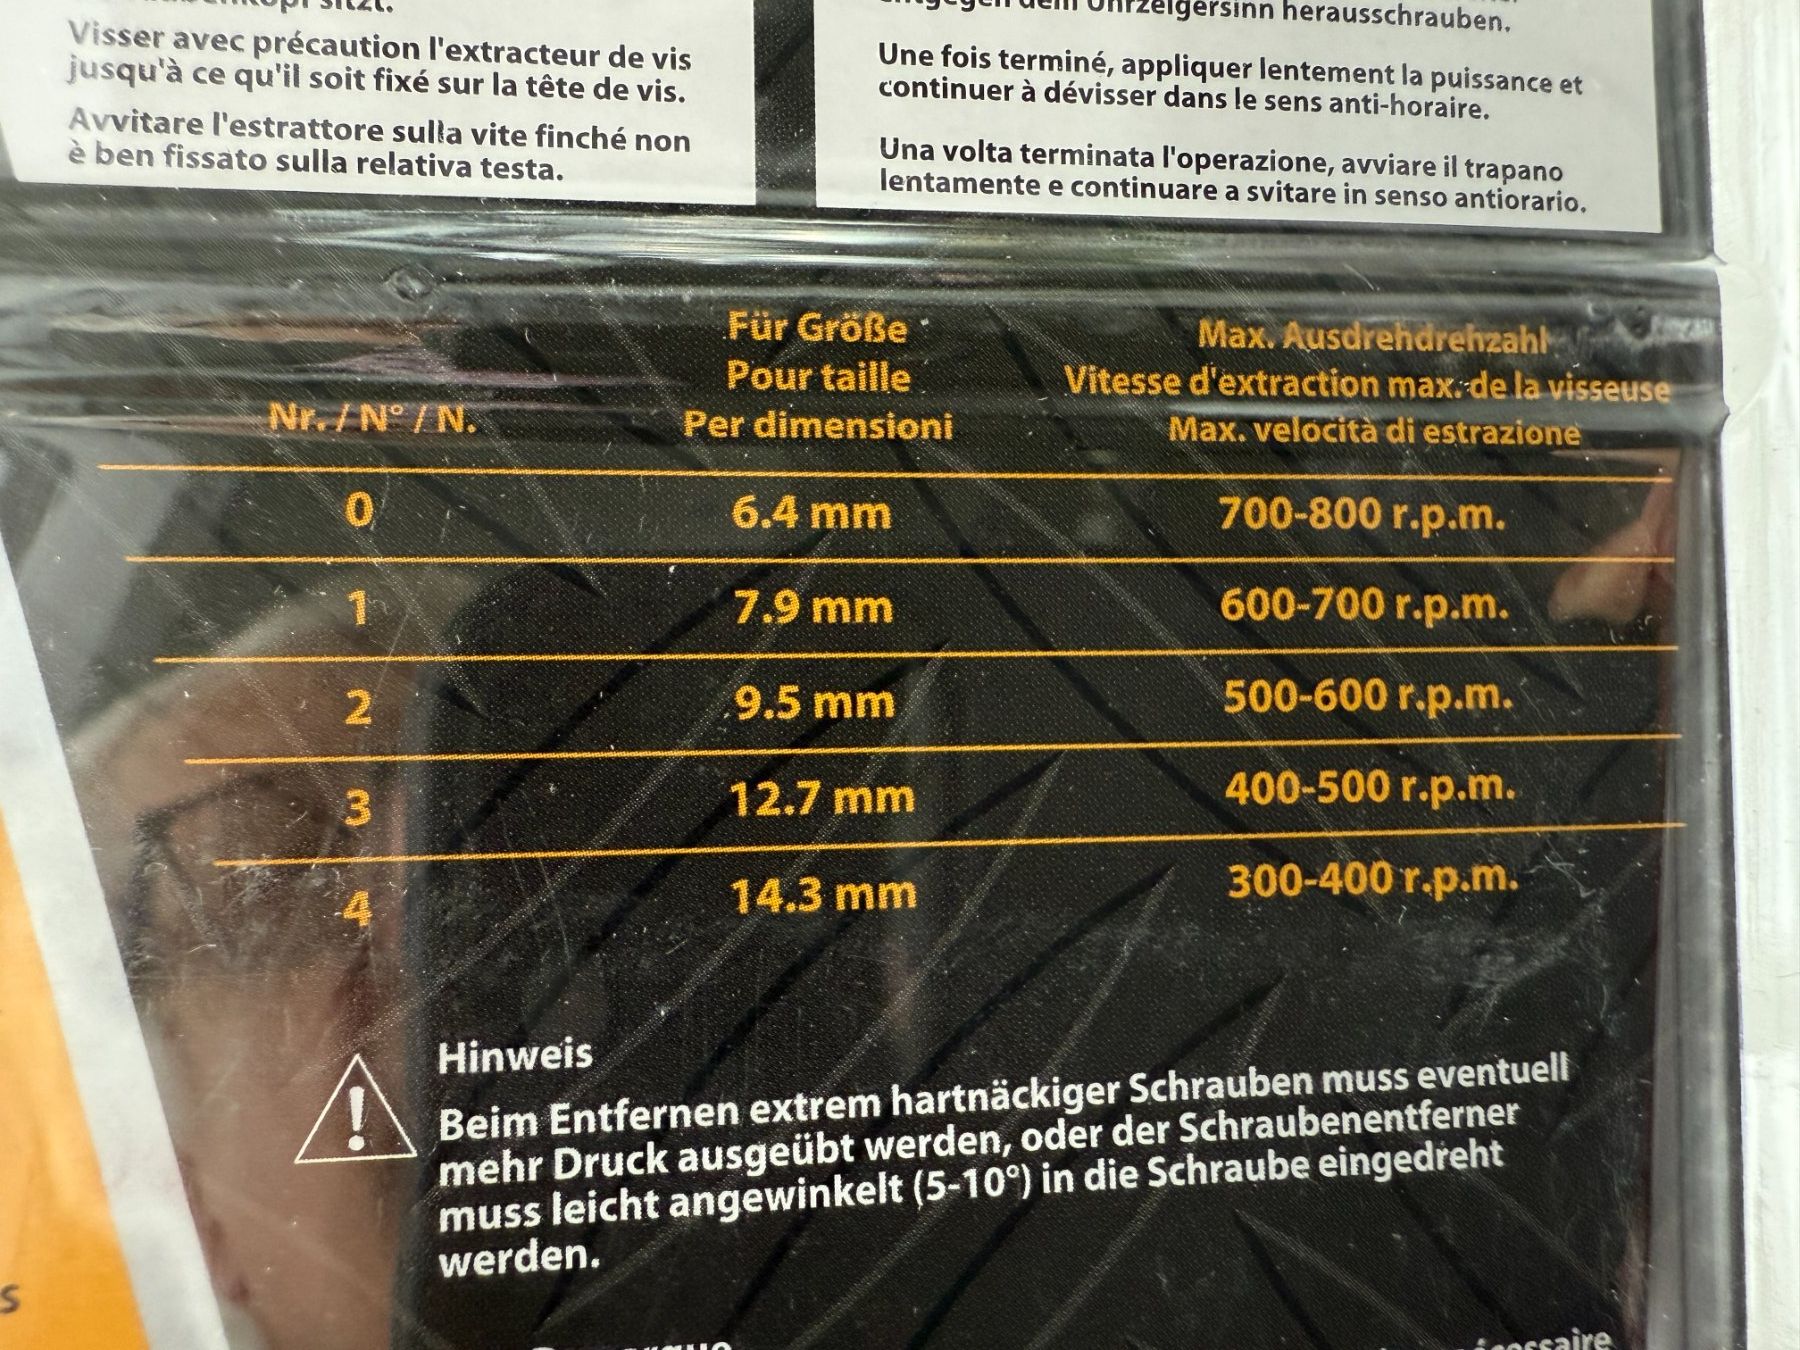 sitzt.
Visser avec précaution l'extracteur de vis
jusqu'à ce qu'il soit fixé sur la tête de vis.
Avvitare l'estrattore sulla vite finché non
è ben fissato sulla relativa testa.
entgegen dem Uhrzeigersinn herausschrauben.
Une fois terminé, appliquer lentement la puissance et
continuer à dévisser dans le sens anti-horaire.
Una volta terminata l'operazione, avviare il trapano
lentamente e continuare a svitare in senso antiorario.
Nr. / N° / N.
Für Größe
Pour taille
Per dimensioni
Max. Ausdrehdrehzahl
Vitesse d'extraction max. de la visseuse
Max. velocità di estrazione
0 6.4 mm 700-800 r.p.m.
1 7.9 mm 600-700 r.p.m.
2 9.5 mm 500-600 r.p.m.
3 12.7 mm 400-500 r.p.m.
4 14.3 mm 300-400 r.p.m.
Hinweis
Beim Entfernen extrem hartnäckiger Schrauben muss eventuell
mehr Druck ausgeübt werden, oder der Schraubenentferner
muss leicht angewinkelt (5-10°) in die Schraube eingedreht
werden.